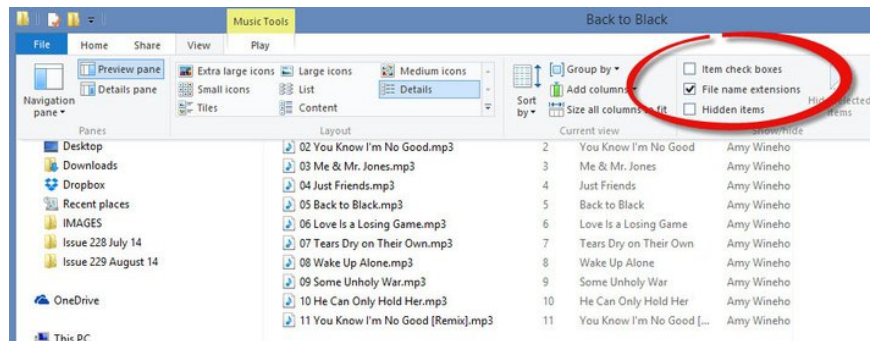 Music Tools
Back to Black
File Home Share View Play
Navigation pane
Preview pane
Details pane
Panes
Extra large icons Large icons Medium icons
Small icons List Details
Tiles Content
Layout
Sort by
Group by
Add columns
Size all columns to fit
Current view
Item check boxes
File name extensions
Hidden items
Show/hide
Hide selected items
Desktop
Downloads
Dropbox
Recent places
IMAGES
Issue 228 July 14
Issue 229 August 14
OneDrive
This PC
02 You Know I'm No Good.mp3 2 You Know I'm No Good Amy Wineho
03 Me & Mr. Jones.mp3 3 Me & Mr. Jones Amy Wineho
04 Just Friends.mp3 4 Just Friends Amy Wineho
05 Back to Black.mp3 5 Back to Black Amy Wineho
06 Love Is a Losing Game.mp3 6 Love Is a Losing Game Amy Wineho
07 Tears Dry on Their Own.mp3 7 Tears Dry on Their Own Amy Wineho
08 Wake Up Alone.mp3 8 Wake Up Alone Amy Wineho
09 Some Unholy War.mp3 9 Some Unholy War Amy Wineho
10 He Can Only Hold Her.mp3 10 He Can Only Hold Her Amy Wineho
11 You Know I'm No Good [Remix].mp3 11 You Know I'm No Good [... Amy Wineho